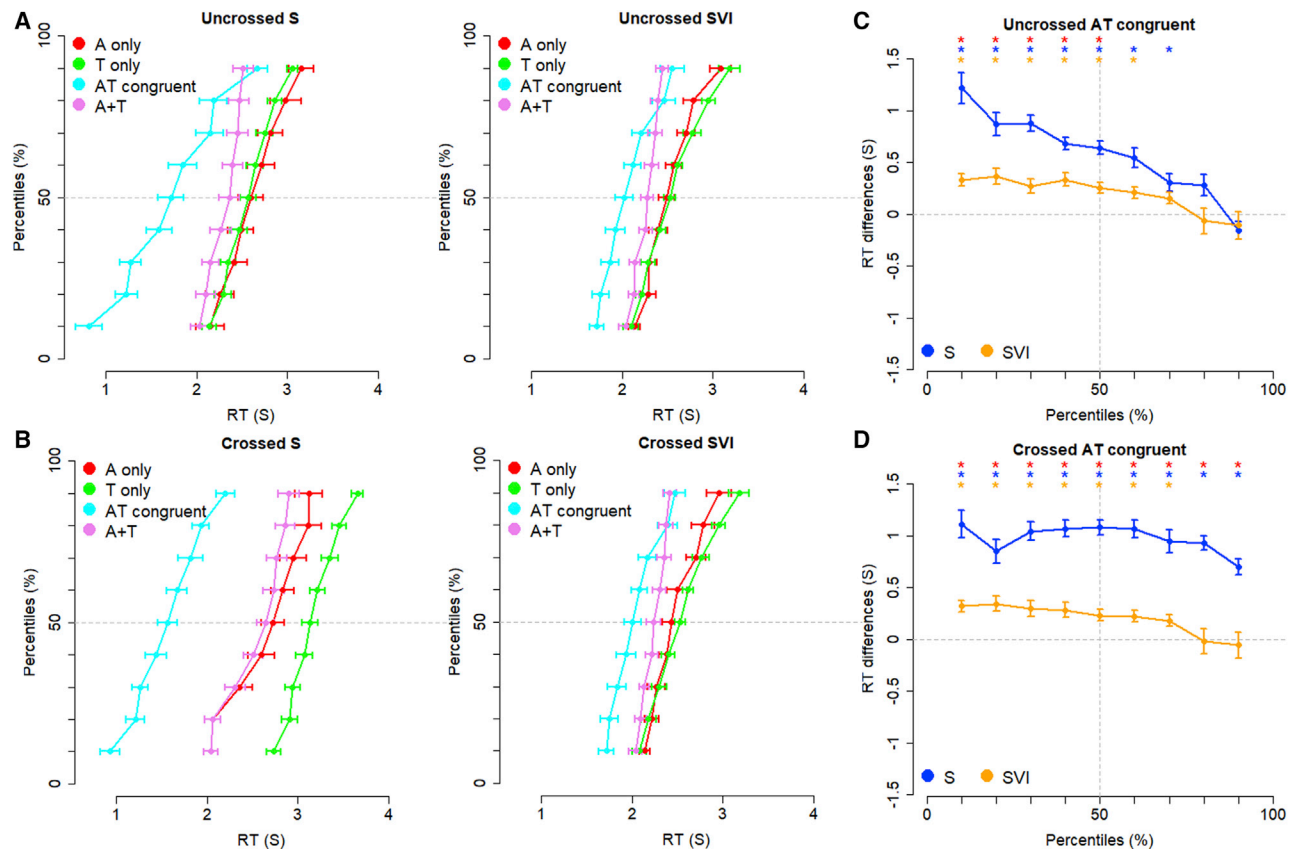 A
Uncrossed S
Percentiles (%)
0 50 100
A only
T only
AT congruent
A+T
1 2 3 4
RT (S)
Uncrossed SVI
Percentiles (%)
0 50 100
A only
T only
AT congruent
A+T
1 2 3 4
RT (S)
C
Uncrossed AT congruent
* * * * *
* * * * * * *
* * * * *
RT differences (S)
-1.5 -1 -0.5 0 0.5 1 1.5
S SVI
0 50 100
Percentiles (%)
B
Crossed S
Percentiles (%)
0 50 100
A only
T only
AT congruent
A+T
1 2 3 4
RT (S)
Crossed SVI
Percentiles (%)
0 50 100
A only
T only
AT congruent
A+T
1 2 3 4
RT (S)
D
Crossed AT congruent
* * * * * * * * *
* * * * * * * * *
* * * * * * *
RT differences (S)
-1.5 -1 -0.5 0 0.5 1 1.5
S SVI
0 50 100
Percentiles (%)